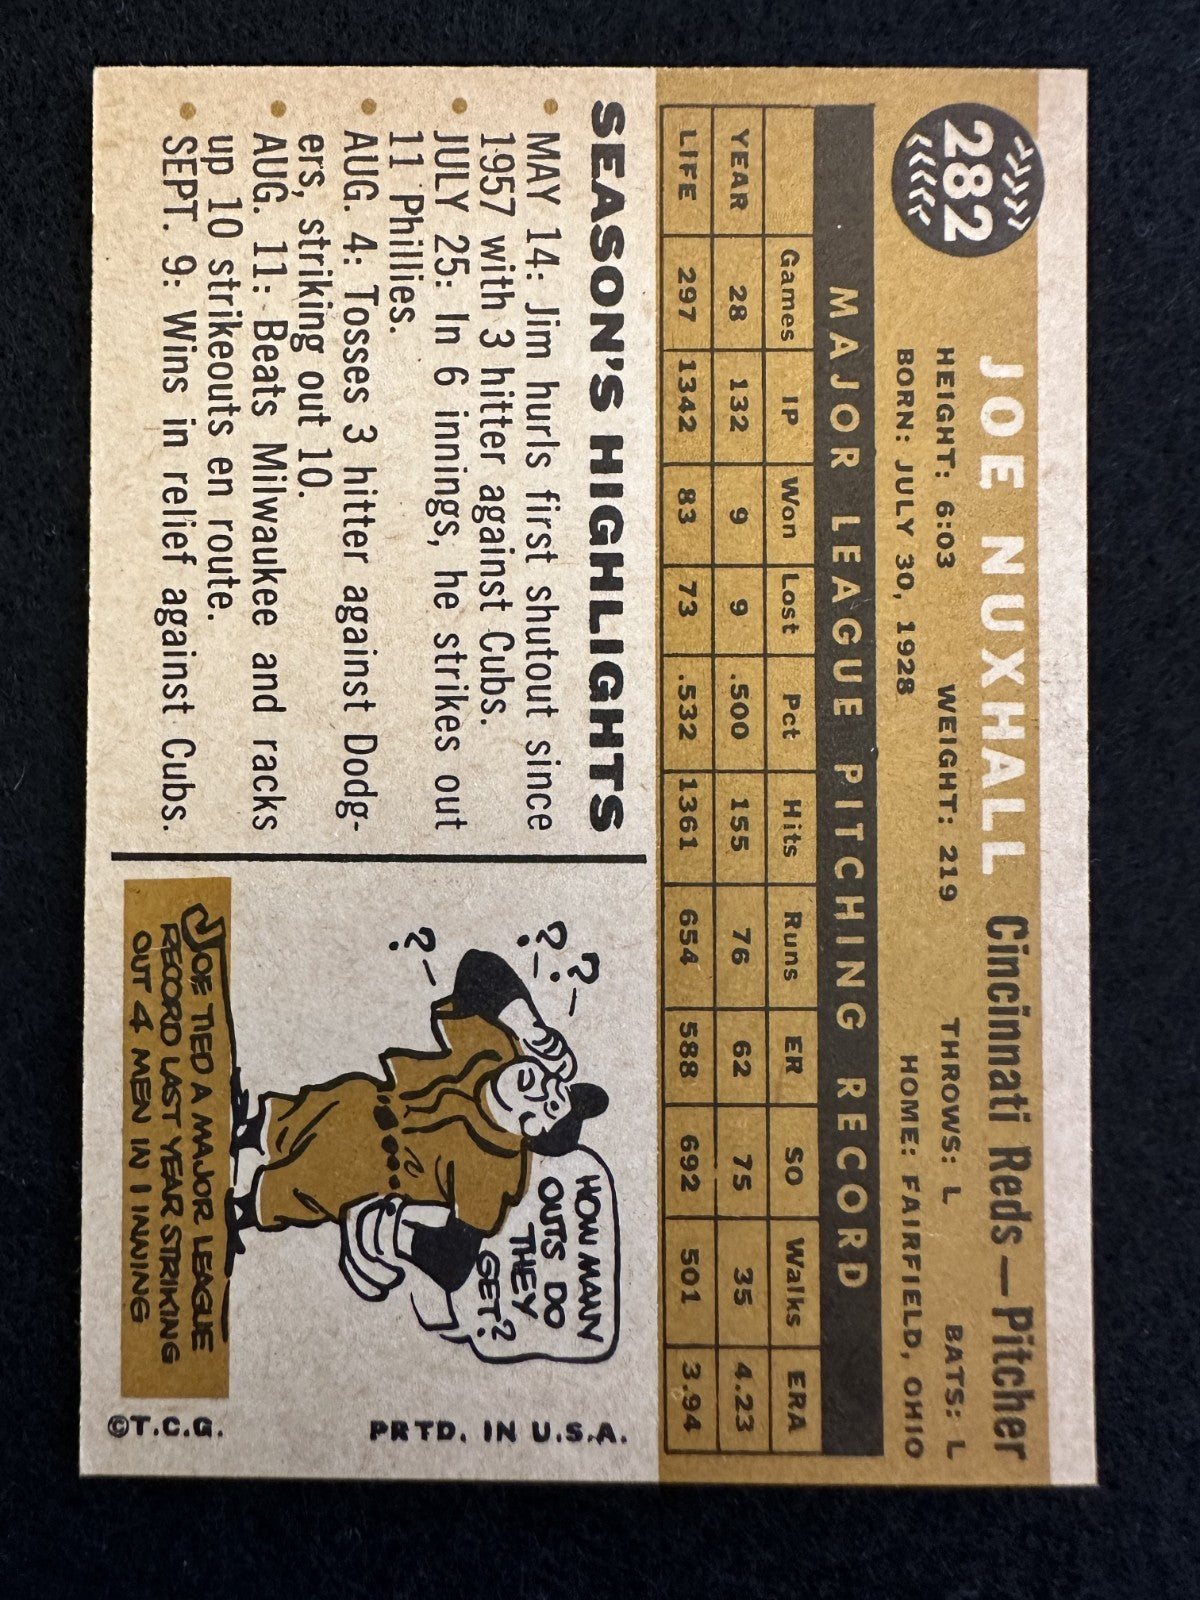 282
JOE NUXHALL Cincinnati Reds—Pitcher
HEIGHT: 6:03 WEIGHT: 219 THROWS: L BATS: L
BORN: JULY 30, 1928 HOME: FAIRFIELD, OHIO
MAJOR LEAGUE PITCHING RECORD
Games IP Won Lost Pct Hits Runs ER SO Walks ERA
YEAR 28 132 9 9 .500 155 76 62 75 35 4.23
LIFE 297 1342 83 73 .532 1361 654 588 692 501 3.94
SEASON'S HIGHLIGHTS
• MAY 14: Jim hurls first shutout since
1957 with 3 hitter against Cubs.
• JULY 25: In 6 innings, he strikes out
11 Phillies.
• AUG. 4: Tosses 3 hitter against Dodg-
ers, striking out 10.
• AUG. 11: Beats Milwaukee and racks
up 10 strikeouts en route.
• SEPT. 9: Wins in relief against Cubs.
HOW MANY
OUTS DO
THEY
GET?
? ? ?
?
JOE TIED A MAJOR LEAGUE
RECORD LAST YEAR STRIKING
OUT 4 MEN IN 1 INNING
PRTD. IN U.S.A.
©T.C.G.